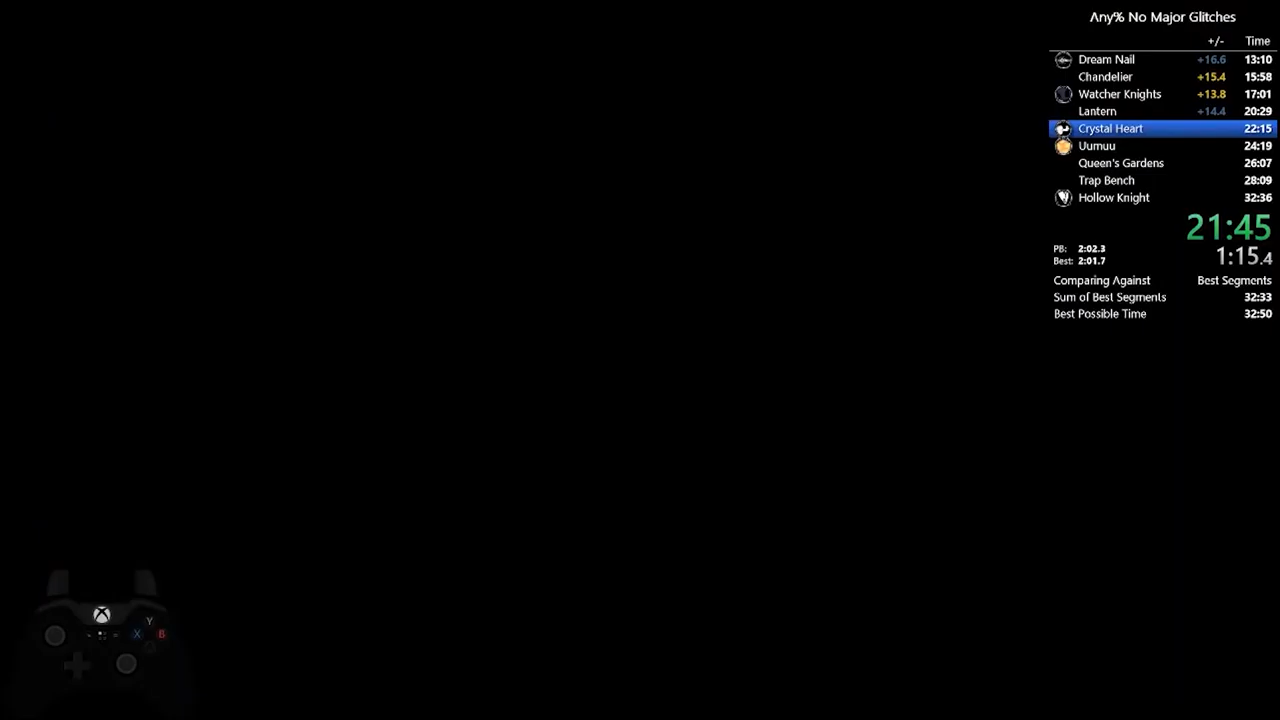 Any% No Major Glitches
+/- Time
Dream Nail +16.6 13:10
Chandelier +15.4 15:58
Watcher Knights +13.8 17:01
Lantern +14.4 20:29
Crystal Heart 22:15
Uumuu 24:19
Queen's Gardens 26:07
Trap Bench 28:09
Hollow Knight 32:36
21:45
PB: 2:02.3
Best: 2:01.7
1:15.4
Comparing Against Best Segments
Sum of Best Segments 32:33
Best Possible Time 32:50
Y
X B